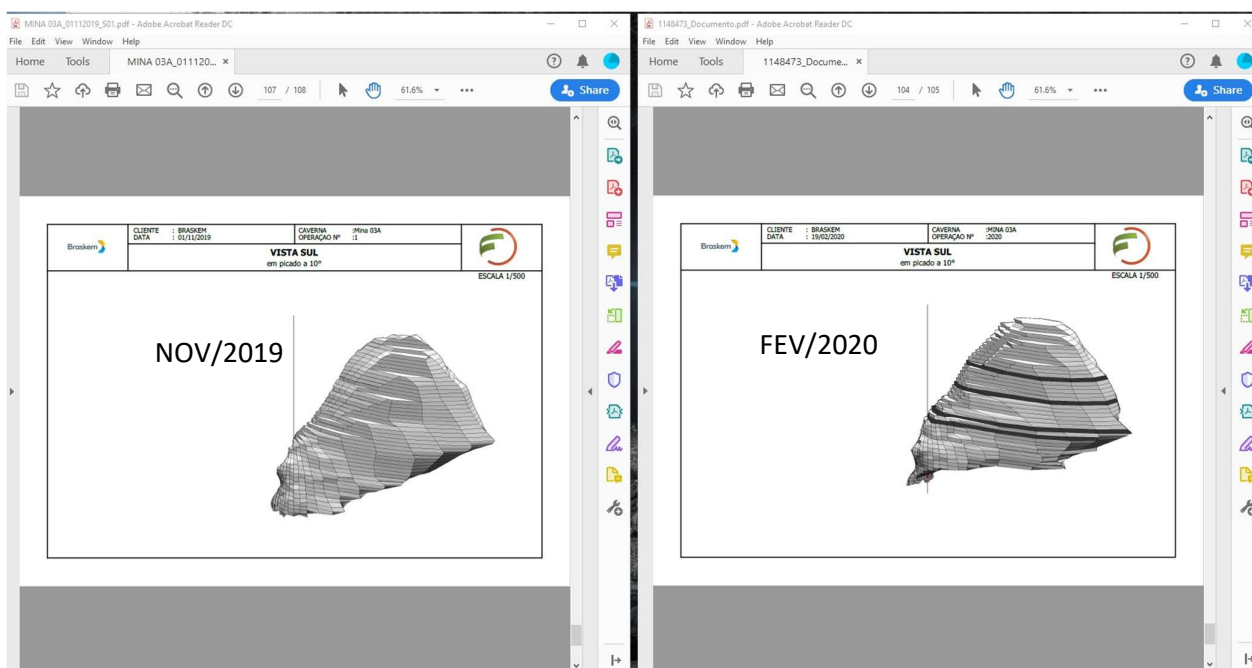 MINA 03A_01112019_S01.pdf - Adobe Acrobat Reader DC
File Edit View Window Help
Home Tools MINA 03A_011120... ×
107 / 108 61.6%
Share
Braskem
CLIENTE : BRASKEM
DATA : 01/11/2019
CAVERNA :Mina 03A
OPERAÇAO Nº :1
VISTA SUL
em picado a 10°
ESCALA 1/500
NOV/2019
1148473_Documento.pdf - Adobe Acrobat Reader DC
File Edit View Window Help
Home Tools 1148473_Docume... ×
104 / 105 61.6%
Share
Braskem
CLIENTE : BRASKEM
DATA : 19/02/2020
CAVERNA :MINA 03A
OPERAÇAO Nº :2020
VISTA SUL
em picado a 10°
ESCALA 1/500
FEV/2020